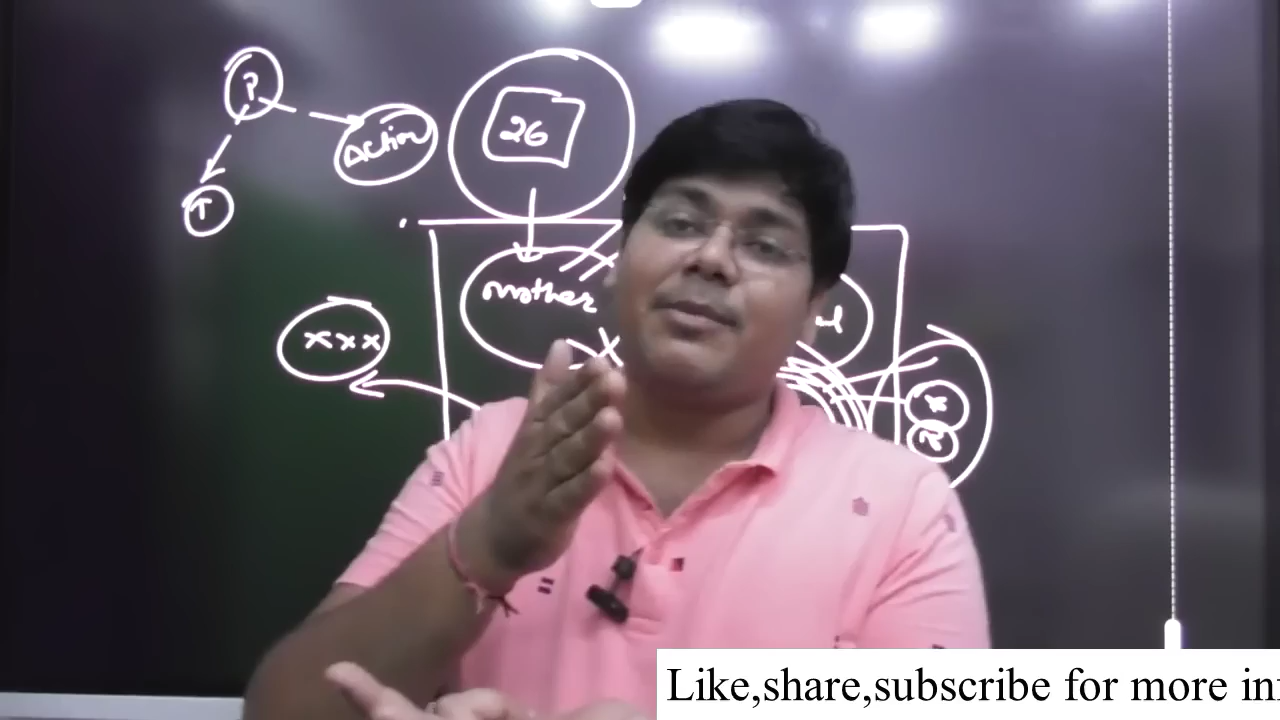 ?
Action
26
T
mother
xxx
x
Like,share,subscribe for more in